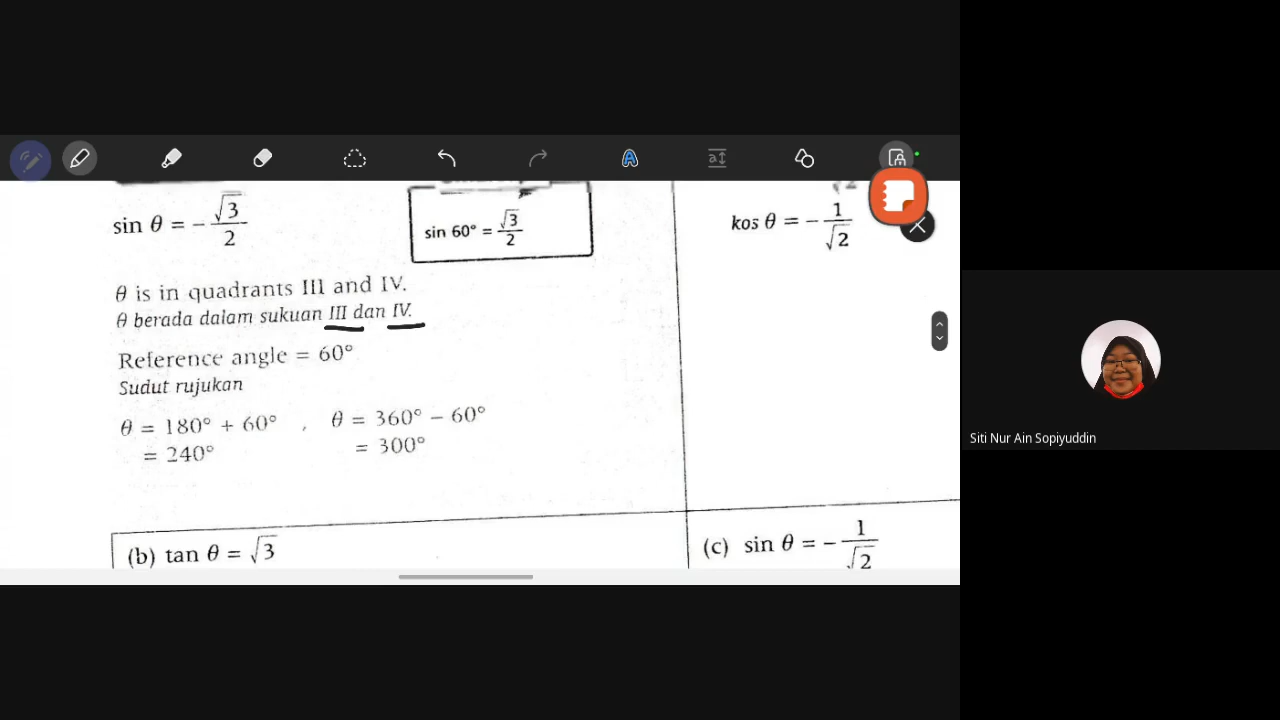 sin θ = - √3/2
sin 60° = √3/2
θ is in quadrants III and IV.
θ berada dalam sukuan III dan IV.
Reference angle = 60°
Sudut rujukan
θ = 180° + 60° , θ = 360° - 60°
= 240° = 300°
kos θ = - 1/√2
(b) tan θ = √3
(c) sin θ = - 1/√2
Siti Nur Ain Sopiyuddin